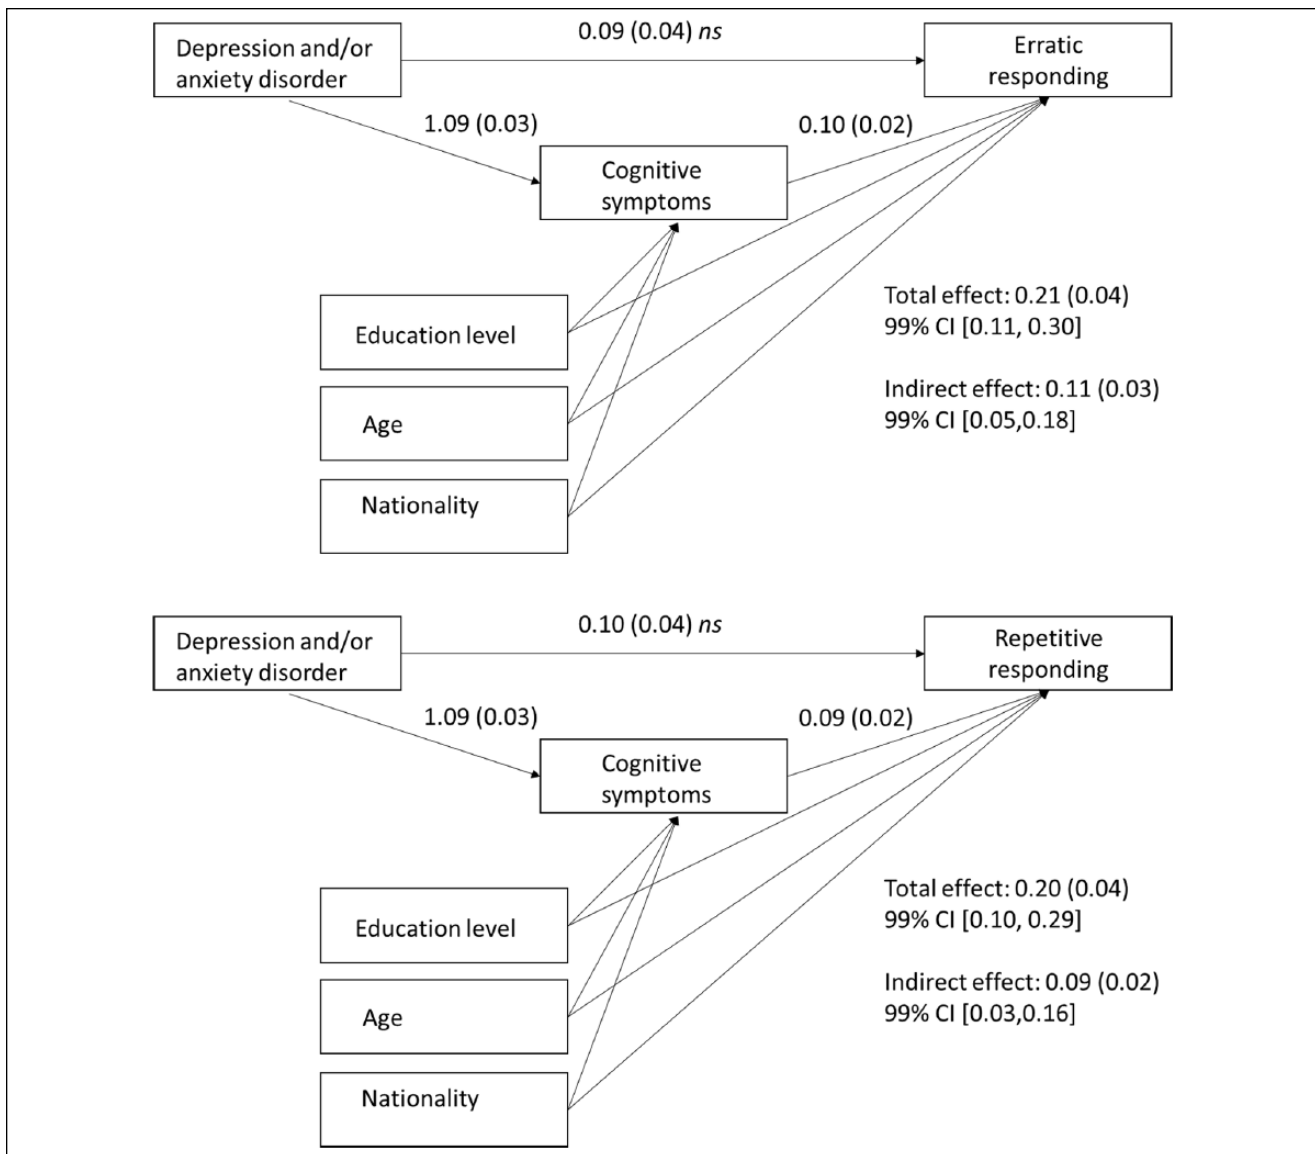 0.09 (0.04) ns
Depression and/or
anxiety disorder
Erratic
responding
1.09 (0.03)
0.10 (0.02)
Cognitive
symptoms
Education level
Age
Nationality
Total effect: 0.21 (0.04)
99% CI [0.11, 0.30]
Indirect effect: 0.11 (0.03)
99% CI [0.05,0.18]
0.10 (0.04) ns
Depression and/or
anxiety disorder
Repetitive
responding
1.09 (0.03)
0.09 (0.02)
Cognitive
symptoms
Education level
Age
Nationality
Total effect: 0.20 (0.04)
99% CI [0.10, 0.29]
Indirect effect: 0.09 (0.02)
99% CI [0.03,0.16]